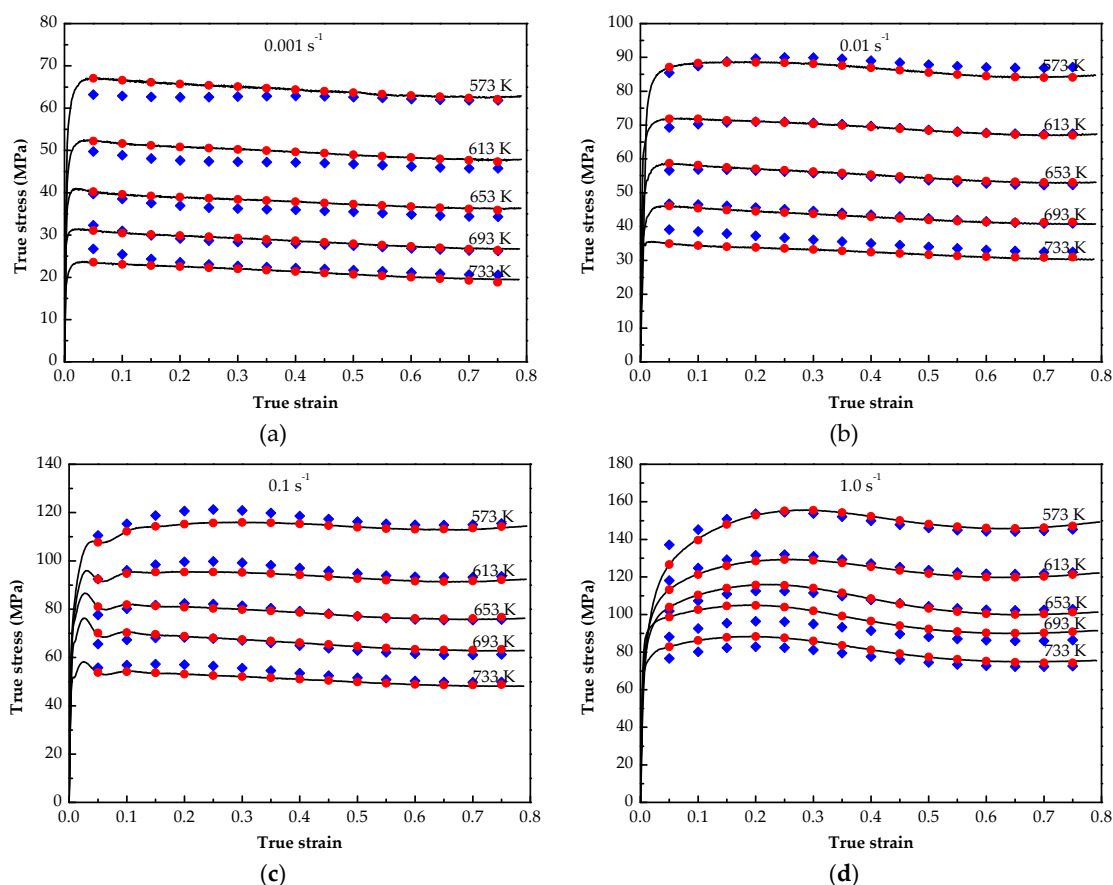 80
70
60
50
40
30
20
10
0
True stress (MPa)
0.001 s⁻¹
573 K
613 K
653 K
693 K
733 K
0.0 0.1 0.2 0.3 0.4 0.5 0.6 0.7 0.8
True strain
(a)
100
90
80
70
60
50
40
30
20
10
0
True stress (MPa)
0.01 s⁻¹
573 K
613 K
653 K
693 K
733 K
0.0 0.1 0.2 0.3 0.4 0.5 0.6 0.7 0.8
True strain
(b)
140
120
100
80
60
40
20
0
True stress (MPa)
0.1 s⁻¹
573 K
613 K
653 K
693 K
733 K
0.0 0.1 0.2 0.3 0.4 0.5 0.6 0.7 0.8
True strain
(c)
180
160
140
120
100
80
60
40
20
0
True stress (MPa)
1.0 s⁻¹
573 K
613 K
653 K
693 K
733 K
0.0 0.1 0.2 0.3 0.4 0.5 0.6 0.7 0.8
True strain
(d)